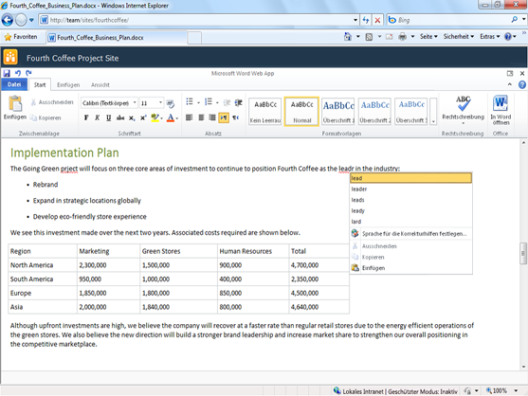 Fourth_Coffee_Business_Plan.docx - Windows Internet Explorer
http://team/sites/fourthcoffee/
Bing
Favoriten
Fourth_Coffee_Business_Plan.docx
Seite
Sicherheit
Extras
Fourth Coffee Project Site
Microsoft Word Web App
Datei
Start
Einfügen
Ansicht
Einfügen
Ausschneiden
Kopieren
Zwischenablage
Calibri (Textkörper)
11
F K U
Schriftart
Absatz
AaBbCc
Kein Leerrau
AaBbCc
Normal
AaBbCc
Überschrift 1
AaBbCc
Überschrift 2
AaBbCc
Überschrift 3
Formatvorlagen
ABC
Rechtschreibung
Rechtschreibung
In Word öffnen
Office
Implementation Plan
The Going Green prject will focus on three core areas of investment to continue to position Fourth Coffee as the leadr in the industry:
• Rebrand
• Expand in strategic locations globally
• Develop eco-friendly store experience
We see this investment made over the next two years. Associated costs required are shown below.
lead
leader
leads
leady
lard
Sprache für die Korrekturhilfen festlegen...
Ausschneiden
Kopieren
Einfügen
Region Marketing Green Stores Human Resources Total
North America 2,300,000 1,500,000 900,000 4,700,000
South America 950,000 1,000,000 400,000 2,350,000
Europe 1,850,000 1,800,000 850,000 4,500,000
Asia 2,000,000 1,840,000 800,000 4,640,000
Although upfront investments are high, we believe the company will recover at a faster rate than regular retail stores due to the energy efficient operations of
the green stores. We also believe the new direction will build a stronger brand leadership and increase market share to strengthen our overall positioning in
the competitive marketplace.
Lokales Intranet | Geschützter Modus: Inaktiv
100%